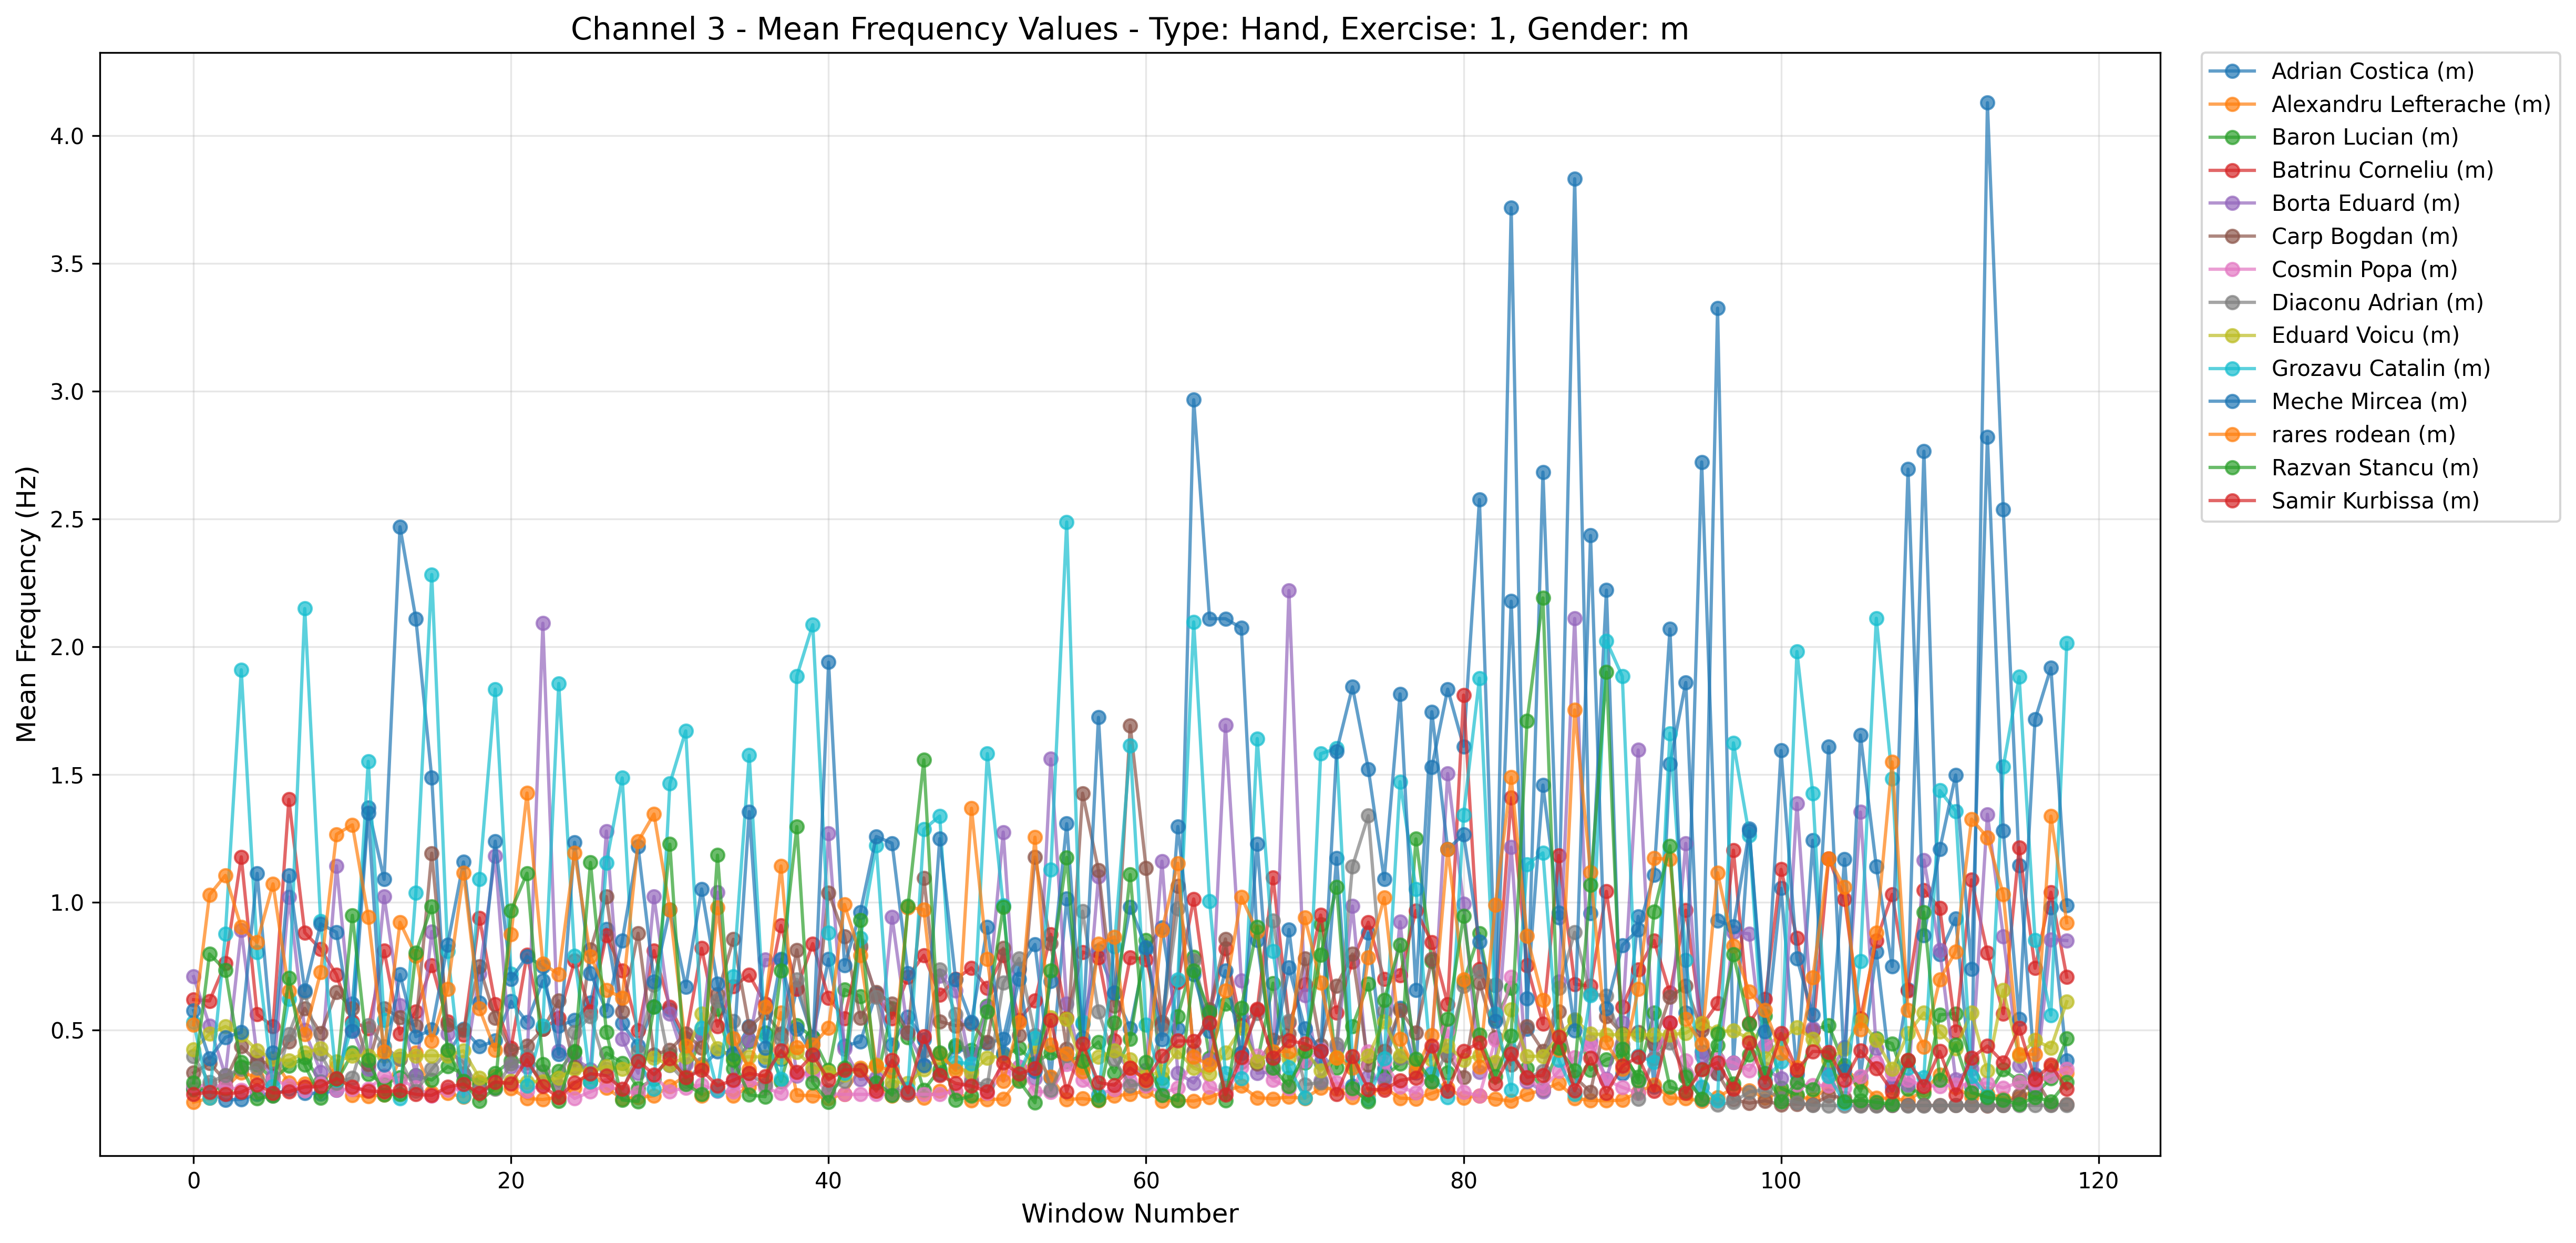 Channel 3 - Mean Frequency Values - Type: Hand, Exercise: 1, Gender: m
Mean Frequency (Hz)
4.0
3.5
3.0
2.5
2.0
1.5
1.0
0.5
0 20 40 60 80 100 120
Window Number
Adrian Costica (m)
Alexandru Lefterache (m)
Baron Lucian (m)
Batrinu Corneliu (m)
Borta Eduard (m)
Carp Bogdan (m)
Cosmin Popa (m)
Diaconu Adrian (m)
Eduard Voicu (m)
Grozavu Catalin (m)
Meche Mircea (m)
rares rodean (m)
Razvan Stancu (m)
Samir Kurbissa (m)